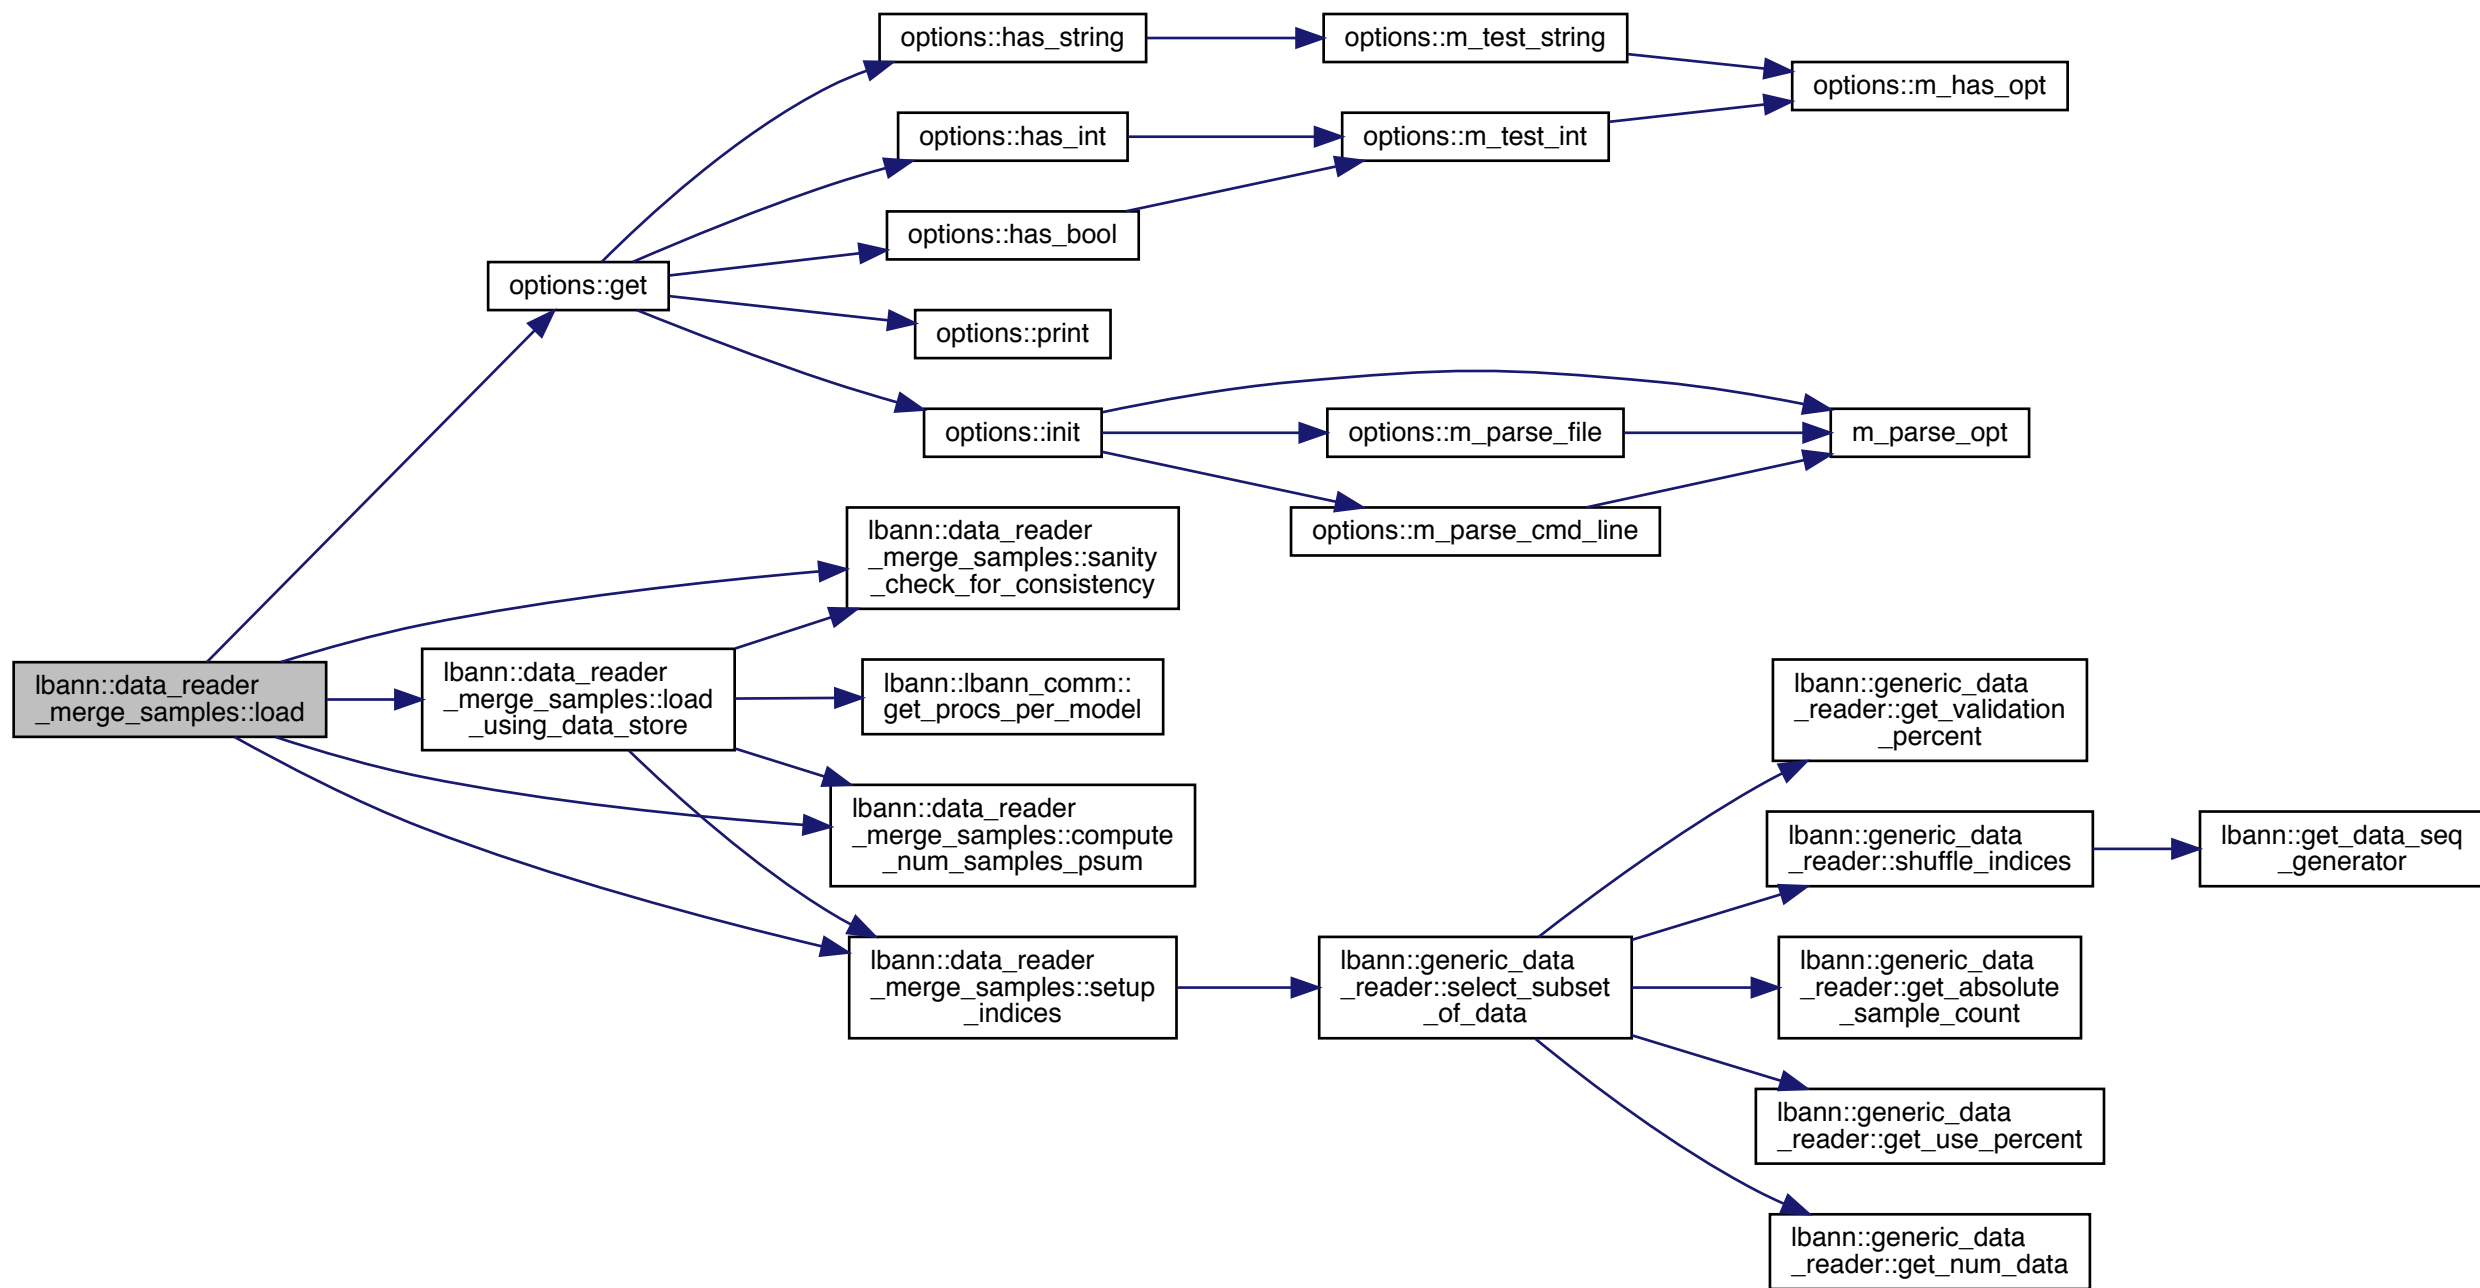 options::has_string
options::m_test_string
options::m_has_opt
options::has_int
options::m_test_int
options::has_bool
options::get
options::print
options::init
options::m_parse_file
m_parse_opt
options::m_parse_cmd_line
lbann::data_reader
_merge_samples::sanity
_check_for_consistency
lbann::data_reader
_merge_samples::load
lbann::data_reader
_merge_samples::load
_using_data_store
lbann::lbann_comm::
get_procs_per_model
lbann::data_reader
_merge_samples::compute
_num_samples_psum
lbann::data_reader
_merge_samples::setup
_indices
lbann::generic_data
_reader::select_subset
_of_data
lbann::generic_data
_reader::get_validation
_percent
lbann::generic_data
_reader::shuffle_indices
lbann::get_data_seq
_generator
lbann::generic_data
_reader::get_absolute
_sample_count
lbann::generic_data
_reader::get_use_percent
lbann::generic_data
_reader::get_num_data